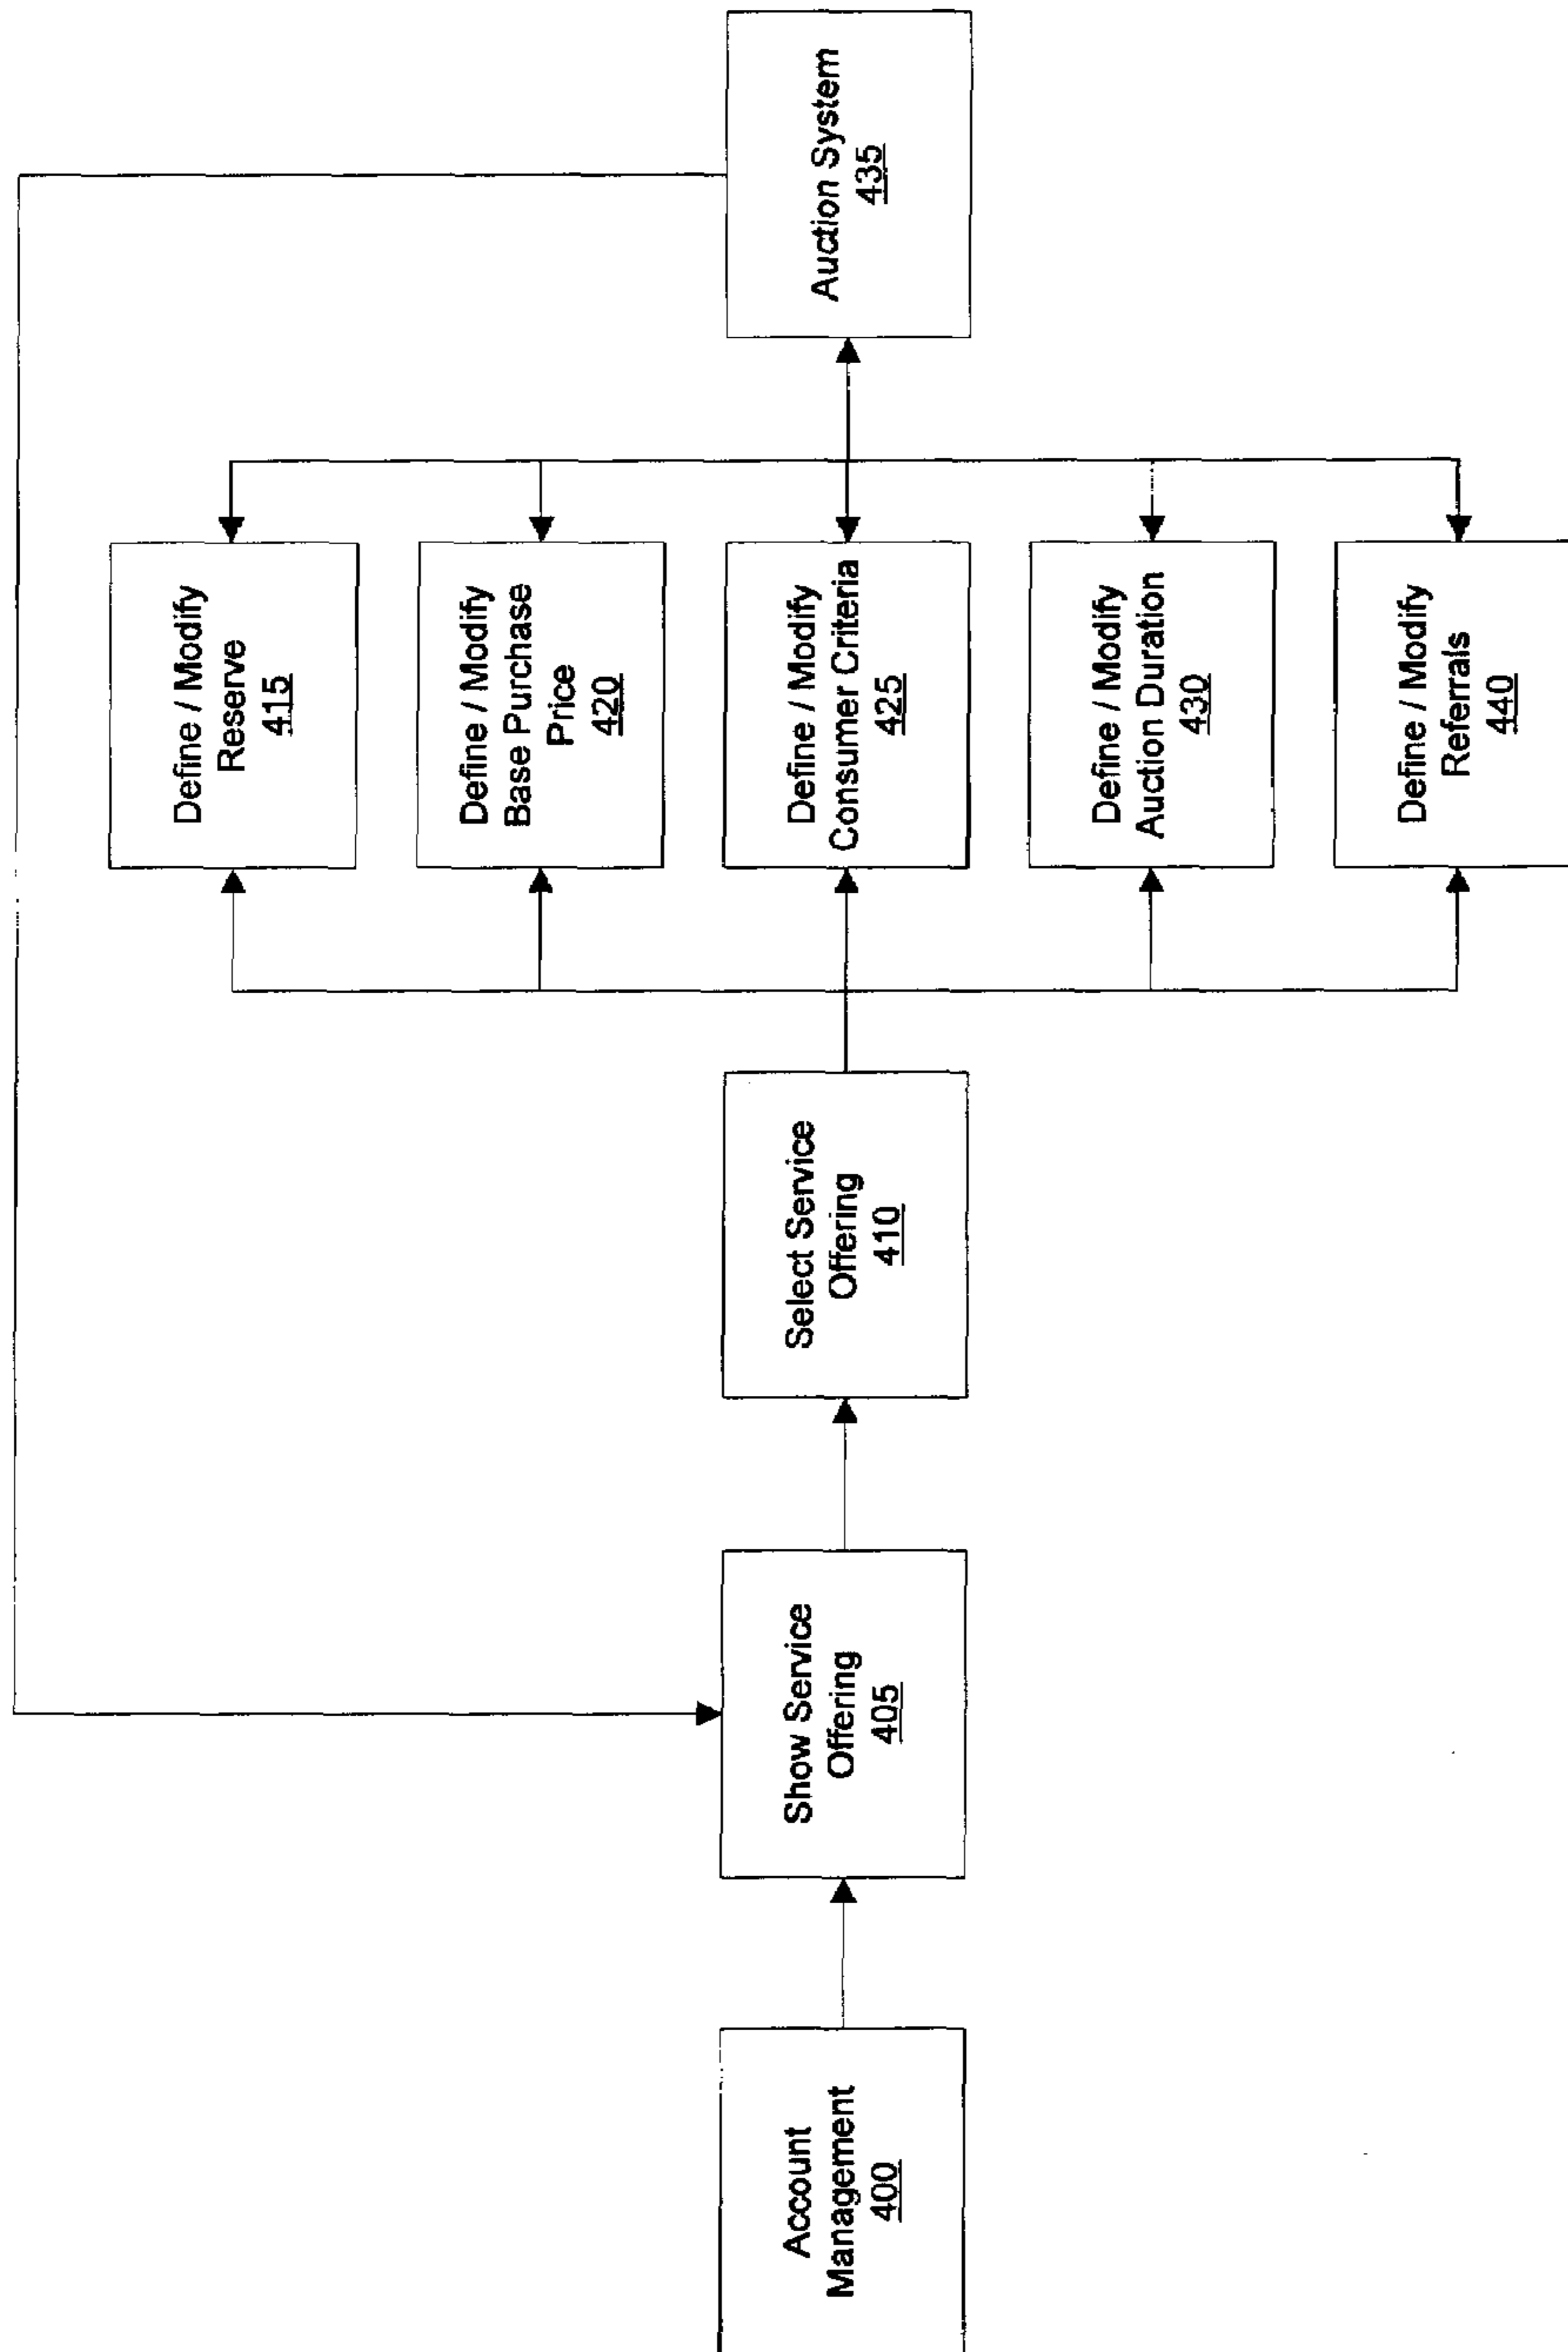 Account
Management
400
Show Service
Offering
405
Select Service
Offering
410
Define / Modify
Reserve
415
Define / Modify
Base Purchase
Price
420
Define / Modify
Consumer Criteria
425
Define / Modify
Auction Duration
430
Define / Modify
Referrals
440
Auction System
435